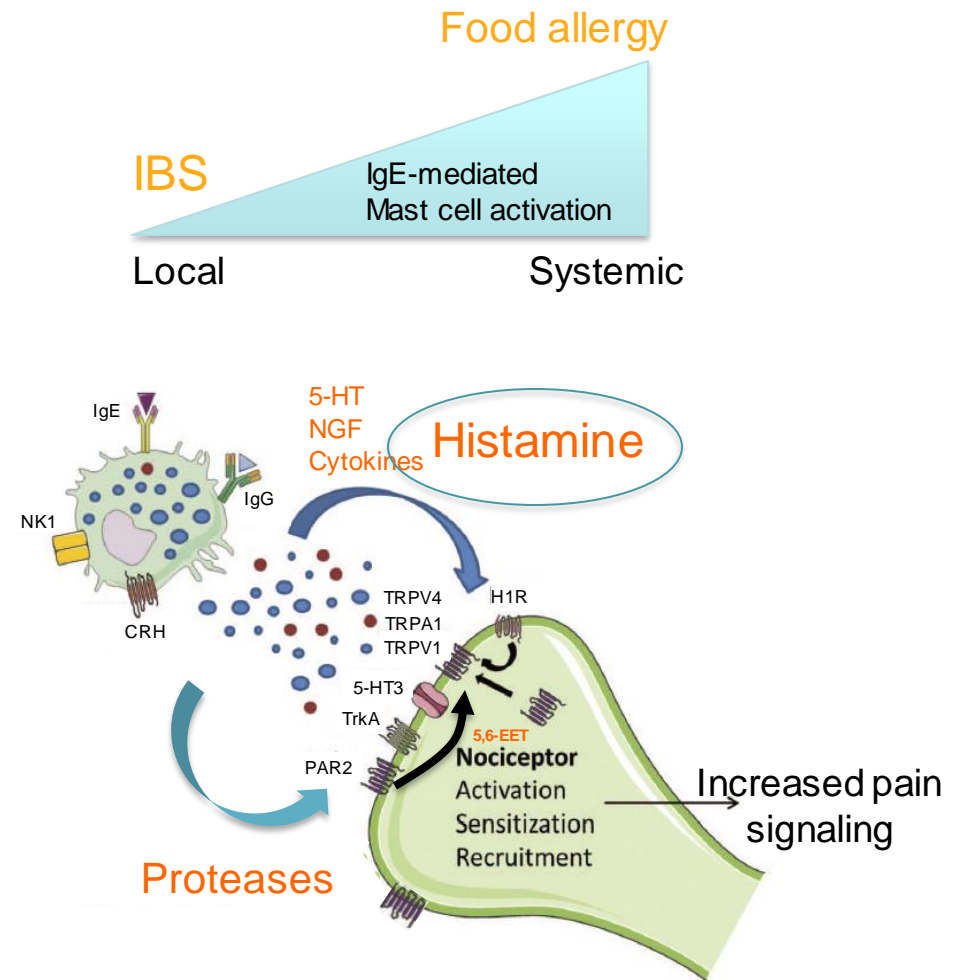 Food allergy
IBS
IgE-mediated
Mast cell activation
Local
Systemic
IgE
5-HT
NGF
Cytokines
Histamine
IgG
NK1
CRH
TRPV4
H1R
TRPA1
TRPV1
5-HT3
TrkA
5,6-EET
PAR2
Nociceptor
Activation
Sensitization
Recruitment
Increased pain
signaling
Proteases